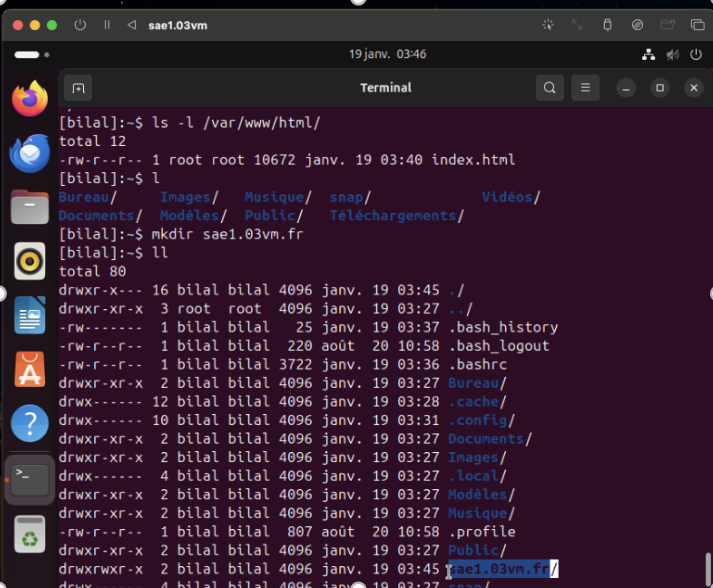 sae1.03vm
19 janv. 03:46
Terminal
[bilal]:~$ ls -l /var/www/html/
total 12
-rw-r--r-- 1 root root 10672 janv. 19 03:40 index.html
[bilal]:~$ l
Bureau/ Images/ Musique/ snap/ Vidéos/
Documents/ Modèles/ Public/ Téléchargements/
[bilal]:~$ mkdir sae1.03vm.fr
[bilal]:~$ ll
total 80
drwxr-x--- 16 bilal bilal 4096 janv. 19 03:45 ./
drwxr-xr-x 3 root root 4096 janv. 19 03:27 ../
-rw------- 1 bilal bilal 25 janv. 19 03:37 .bash_history
-rw-r--r-- 1 bilal bilal 220 août 20 10:58 .bash_logout
-rw-r--r-- 1 bilal bilal 3722 janv. 19 03:36 .bashrc
drwxr-xr-x 2 bilal bilal 4096 janv. 19 03:27 Bureau/
drwx------ 12 bilal bilal 4096 janv. 19 03:28 .cache/
drwx------ 10 bilal bilal 4096 janv. 19 03:31 .config/
drwxr-xr-x 2 bilal bilal 4096 janv. 19 03:27 Documents/
drwxr-xr-x 2 bilal bilal 4096 janv. 19 03:27 Images/
drwx------ 4 bilal bilal 4096 janv. 19 03:27 .local/
drwxr-xr-x 2 bilal bilal 4096 janv. 19 03:27 Modèles/
drwxr-xr-x 2 bilal bilal 4096 janv. 19 03:27 Musique/
-rw-r--r-- 1 bilal bilal 807 août 20 10:58 .profile
drwxr-xr-x 2 bilal bilal 4096 janv. 19 03:27 Public/
drwxrwxr-x 2 bilal bilal 4096 janv. 19 03:45 sae1.03vm.fr/
drwx------ 4 bilal bilal 4096 janv. 19 03:27 snap/